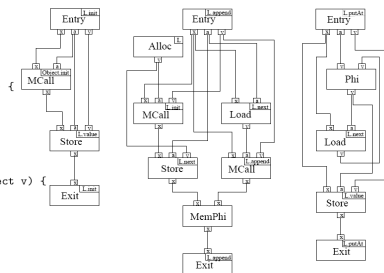 L.init
Entry
x a v
x a
Object.init
MCall
x
{
x a v
L.value
Store
x
x
L.init
Exit
ect v) {
L.append
Entry
x a v
L
Alloc
v
x a v
L.init
MCall
x
x a
L.next
Load
x v
x a v
L.next
Store
x
x a v
L.append
MCall
x
x x
MemPhi
x
x
L.append
Exit
L.putAt
Entry
x a v
v v
Phi
v
x a
L.next
Load
x v
x a v
L.value
Store
x
x
L.putAt
Exit